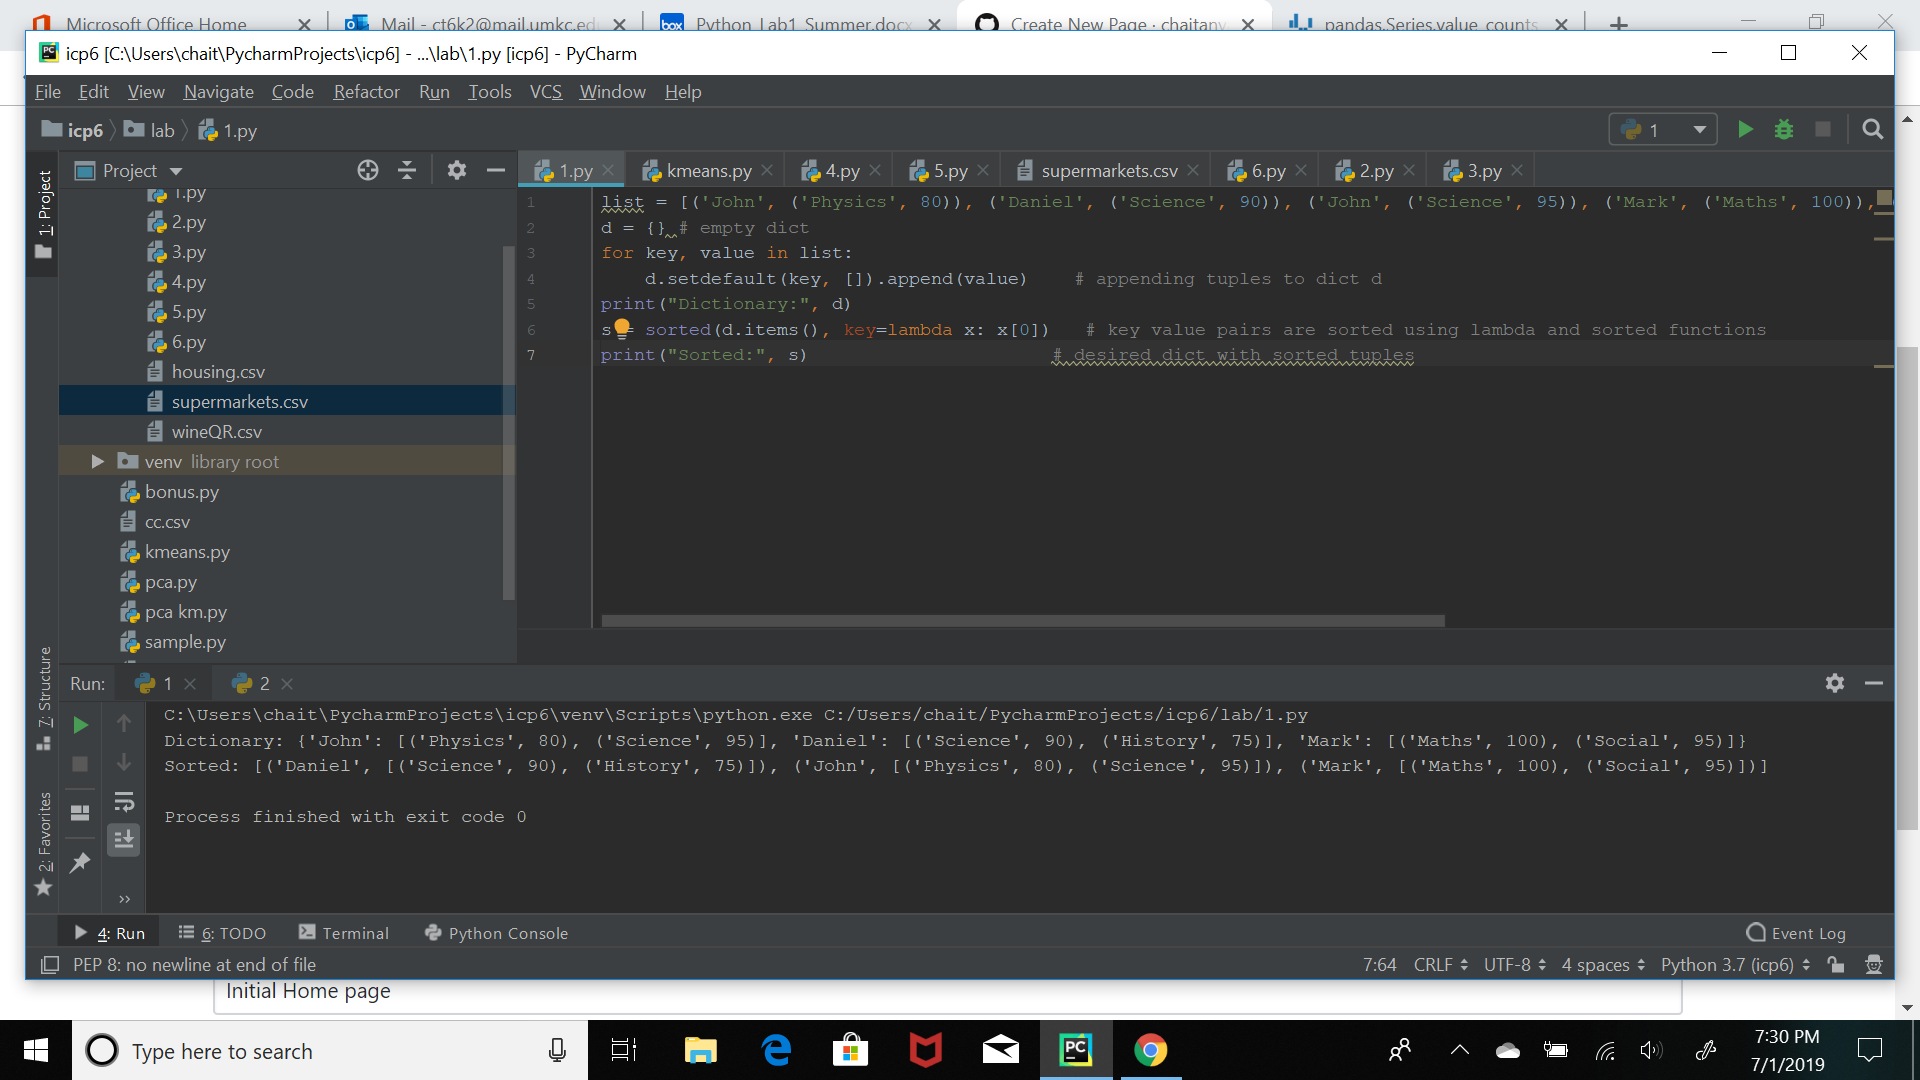 Microsoft Office Home
Mail - ct6k2@mail.umkc.ed
box Python_Lab1_Summer.docx
Create New Page · chaitany
pandas.Series.value_counts
PC icp6 [C:\Users\chait\PycharmProjects\icp6] - ...\lab\1.py [icp6] - PyCharm
File Edit View Navigate Code Refactor Run Tools VCS Window Help
icp6 lab 1.py
1
Project
1.py kmeans.py 4.py 5.py supermarkets.csv 6.py 2.py 3.py
1: Project
7: Structure
2: Favorites
1.py
2.py
3.py
4.py
5.py
6.py
housing.csv
supermarkets.csv
wineQR.csv
venv library root
bonus.py
cc.csv
kmeans.py
pca.py
pca km.py
sample.py
1 list = [('John', ('Physics', 80)), ('Daniel', ('Science', 90)), ('John', ('Science', 95)), ('Mark', ('Maths', 100)),
2 d = {} # empty dict
3 for key, value in list:
4 d.setdefault(key, []).append(value) # appending tuples to dict d
5 print("Dictionary:", d)
6 s = sorted(d.items(), key=lambda x: x[0]) # key value pairs are sorted using lambda and sorted functions
7 print("Sorted:", s) # desired dict with sorted tuples
Run: 1 2
C:\Users\chait\PycharmProjects\icp6\venv\Scripts\python.exe C:/Users/chait/PycharmProjects/icp6/lab/1.py
Dictionary: {'John': [('Physics', 80), ('Science', 95)], 'Daniel': [('Science', 90), ('History', 75)], 'Mark': [('Maths', 100), ('Social', 95)]}
Sorted: [('Daniel', [('Science', 90), ('History', 75)]), ('John', [('Physics', 80), ('Science', 95)]), ('Mark', [('Maths', 100), ('Social', 95)])]
Process finished with exit code 0
4: Run 6: TODO Terminal Python Console Event Log
PEP 8: no newline at end of file 7:64 CRLF UTF-8 4 spaces Python 3.7 (icp6)
Initial Home page
Type here to search
PC
7:30 PM
7/1/2019